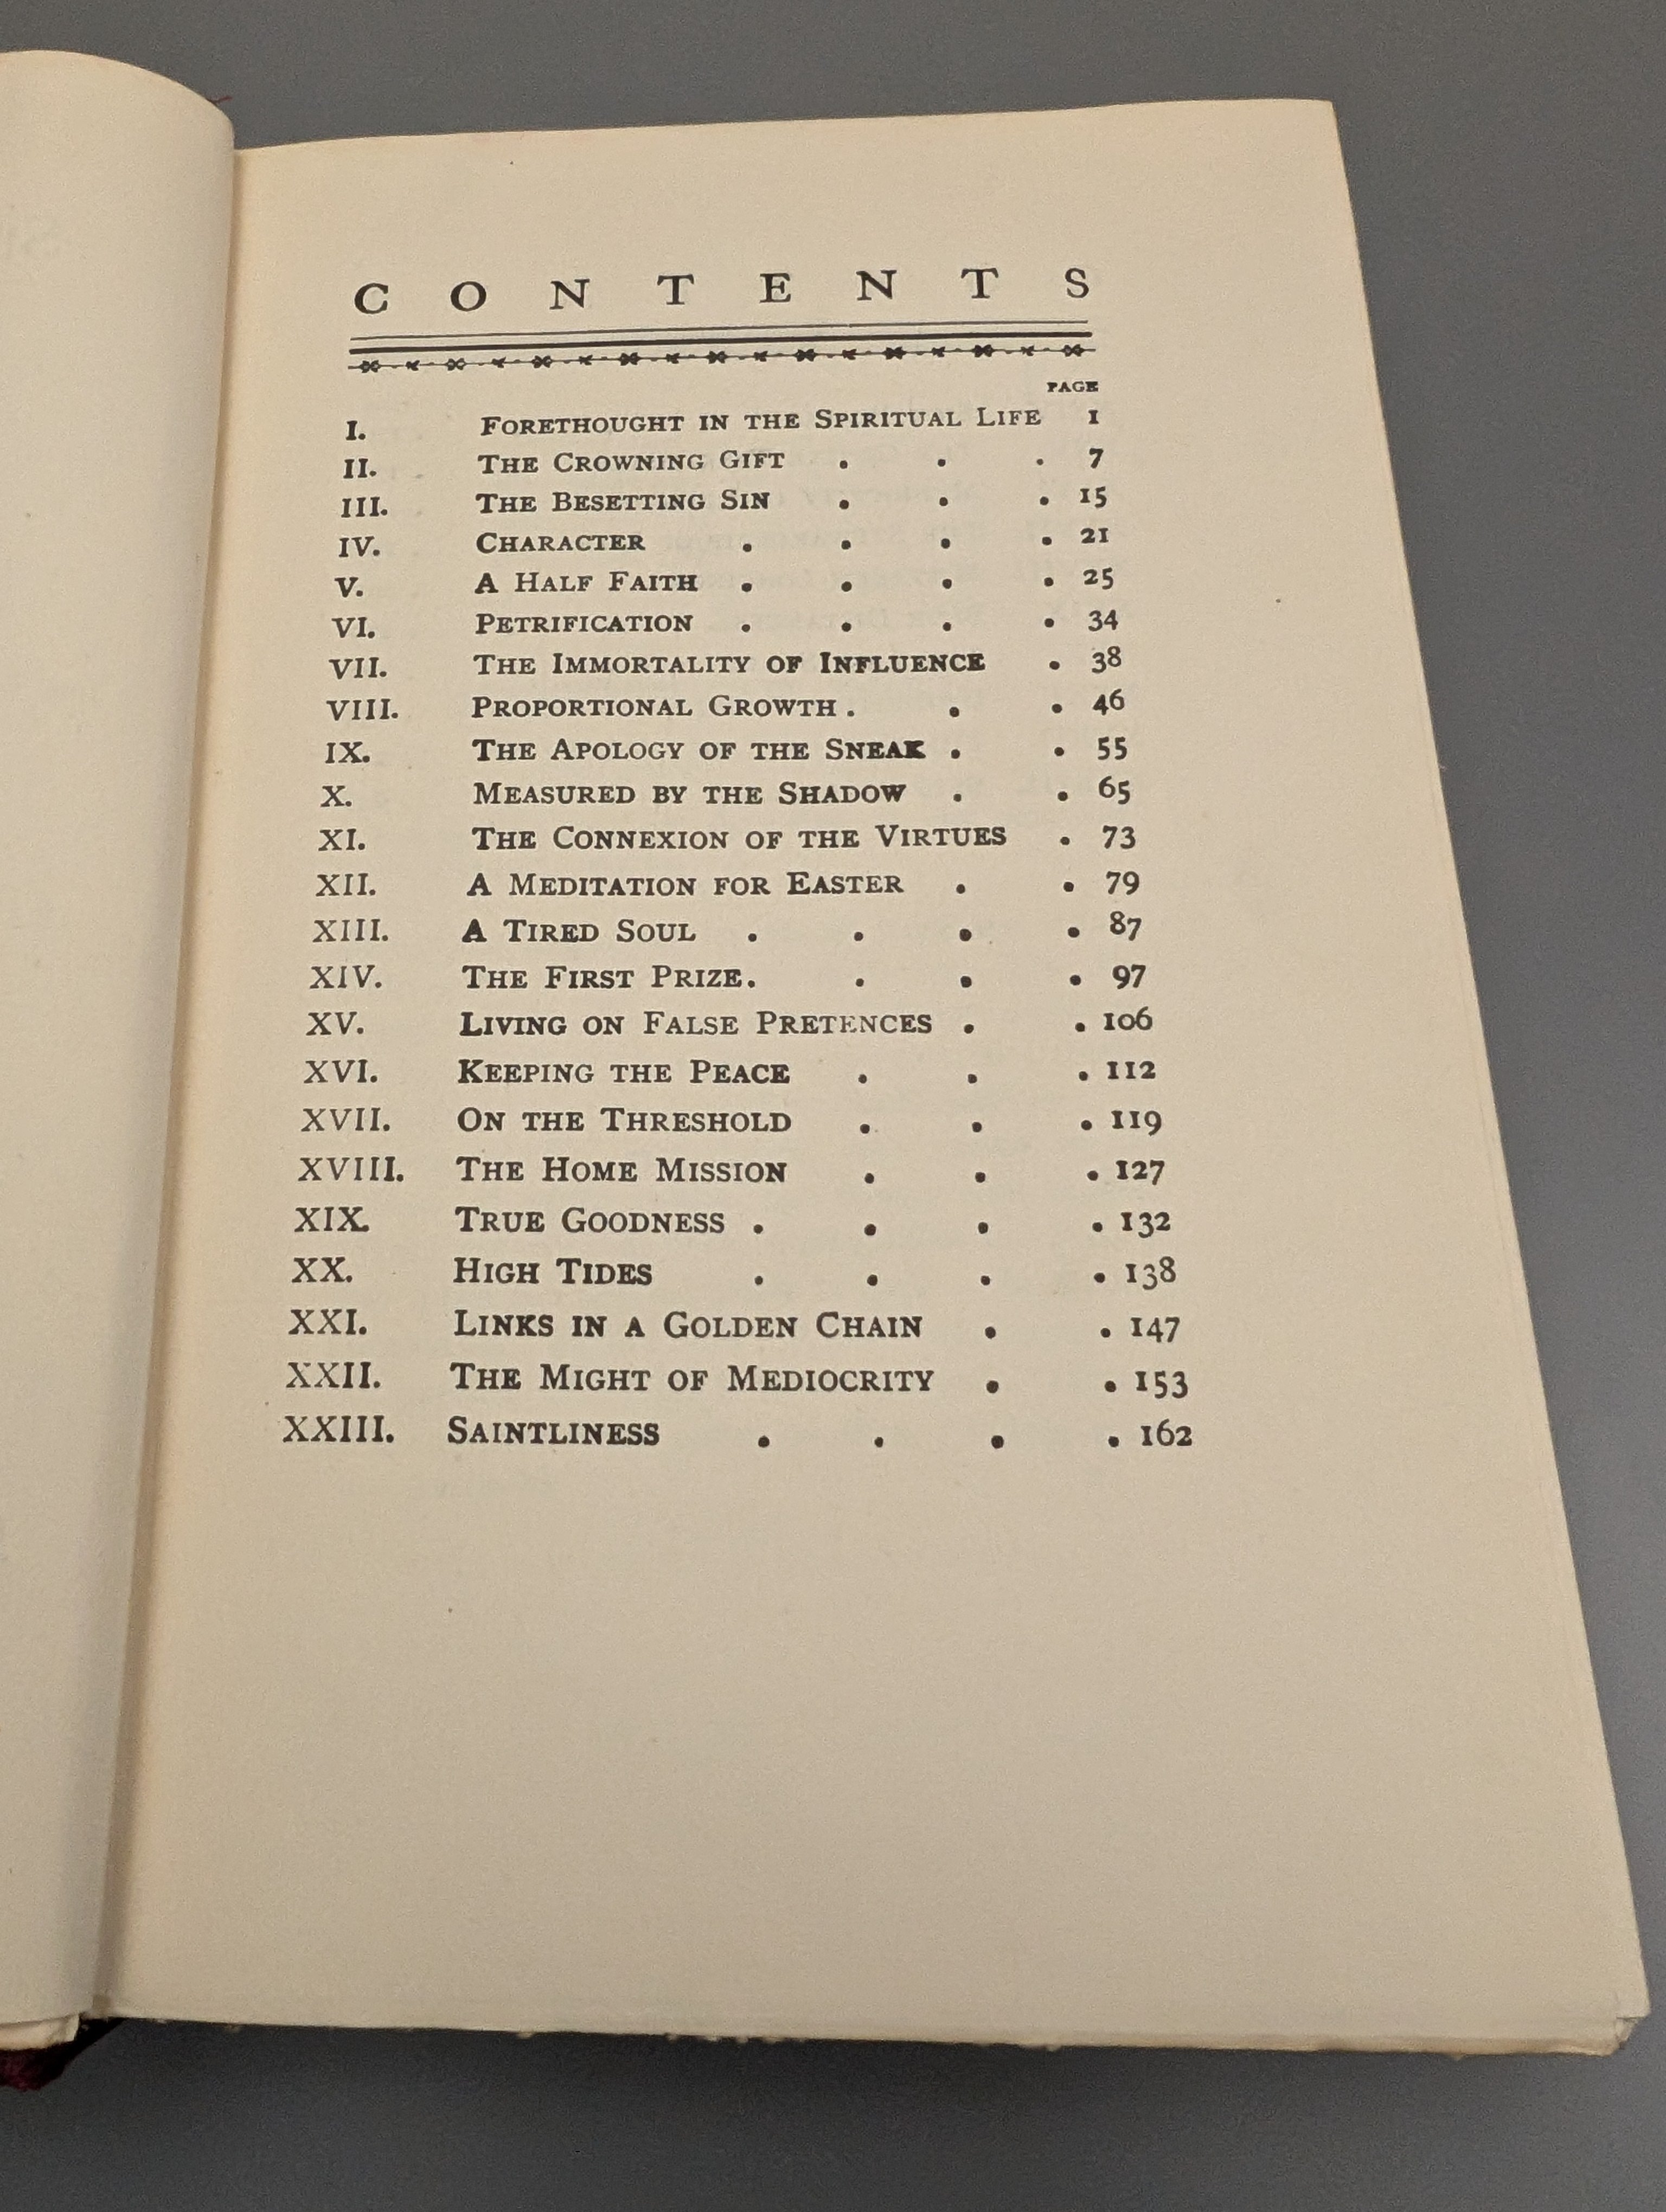 CONTENTS
PAGE
I. FORETHOUGHT IN THE SPIRITUAL LIFE 1
II. THE CROWNING GIFT . . . 7
III. THE BESETTING SIN . . . 15
IV. CHARACTER . . . . 21
V. A HALF FAITH . . . . 25
VI. PETRIFICATION . . . . 34
VII. THE IMMORTALITY OF INFLUENCE . 38
VIII. PROPORTIONAL GROWTH . . . 46
IX. THE APOLOGY OF THE SNEAK . . 55
X. MEASURED BY THE SHADOW . . 65
XI. THE CONNEXION OF THE VIRTUES . 73
XII. A MEDITATION FOR EASTER . . 79
XIII. A TIRED SOUL . . . . 87
XIV. THE FIRST PRIZE . . . . 97
XV. LIVING ON FALSE PRETENCES . . 106
XVI. KEEPING THE PEACE . . . 112
XVII. ON THE THRESHOLD . . . 119
XVIII. THE HOME MISSION . . . 127
XIX. TRUE GOODNESS . . . . 132
XX. HIGH TIDES . . . . 138
XXI. LINKS IN A GOLDEN CHAIN . . 147
XXII. THE MIGHT OF MEDIOCRITY . . 153
XXIII. SAINTLINESS . . . . 162